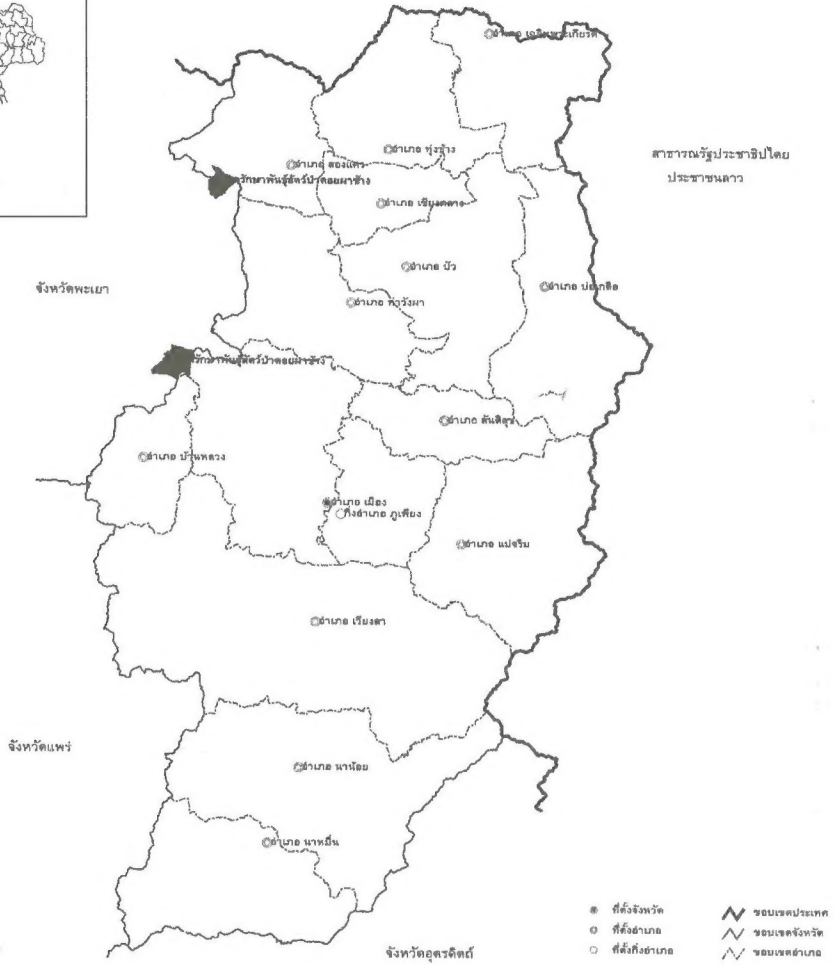 อำเภอ เฉลิมพระเกียรติ
อำเภอ ทุ่งช้าง
สาธารณรัฐประชาธิปไตย
ประชาชนลาว
อำเภอ สองแคว
รักษาพันธุ์สัตว์ป่าดอยผาช้าง
อำเภอ เชียงกลาง
อำเภอ ปัว
จังหวัดพะเยา
อำเภอ บ่อเกลือ
อำเภอ ท่าวังผา
รักษาพันธุ์สัตว์ป่าดอยผาช้าง
อำเภอ สันติสุข
อำเภอ บ้านหลวง
อำเภอ เมือง
กิ่งอำเภอ ภูเพียง
อำเภอ แม่จริม
อำเภอ เวียงสา
จังหวัดแพร่
อำเภอ นาน้อย
อำเภอ นาหมื่น
จังหวัดอุตรดิตถ์
ที่ตั้งจังหวัด
ที่ตั้งอำเภอ
ที่ตั้งกิ่งอำเภอ
ขอบเขตประเทศ
ขอบเขตจังหวัด
ขอบเขตอำเภอ